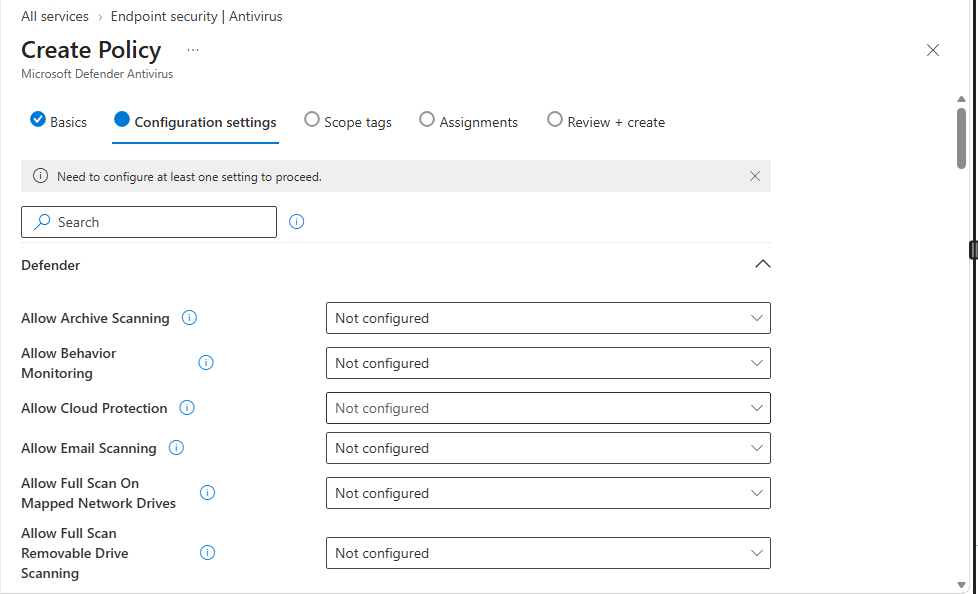 All services > Endpoint security | Antivirus
Create Policy ...
Microsoft Defender Antivirus
Basics Configuration settings Scope tags Assignments Review + create
Need to configure at least one setting to proceed.
Search
Defender
Allow Archive Scanning Not configured
Allow Behavior
Monitoring Not configured
Allow Cloud Protection Not configured
Allow Email Scanning Not configured
Allow Full Scan On
Mapped Network Drives Not configured
Allow Full Scan
Removable Drive Not configured
Scanning